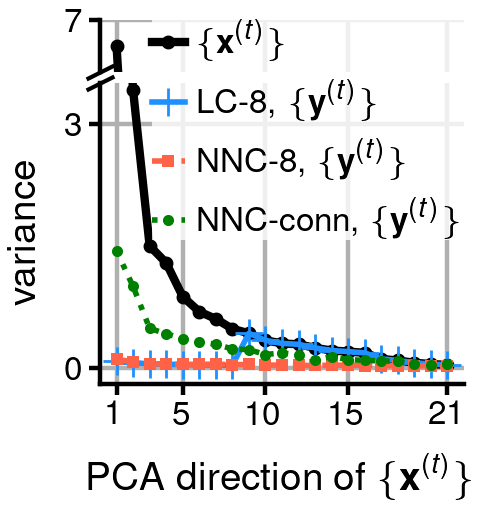 7
{x^(t)}
LC-8, {y^(t)}
3
NNC-8, {y^(t)}
NNC-conn, {y^(t)}
variance
0
1 5 10 15 21
PCA direction of {x^(t)}